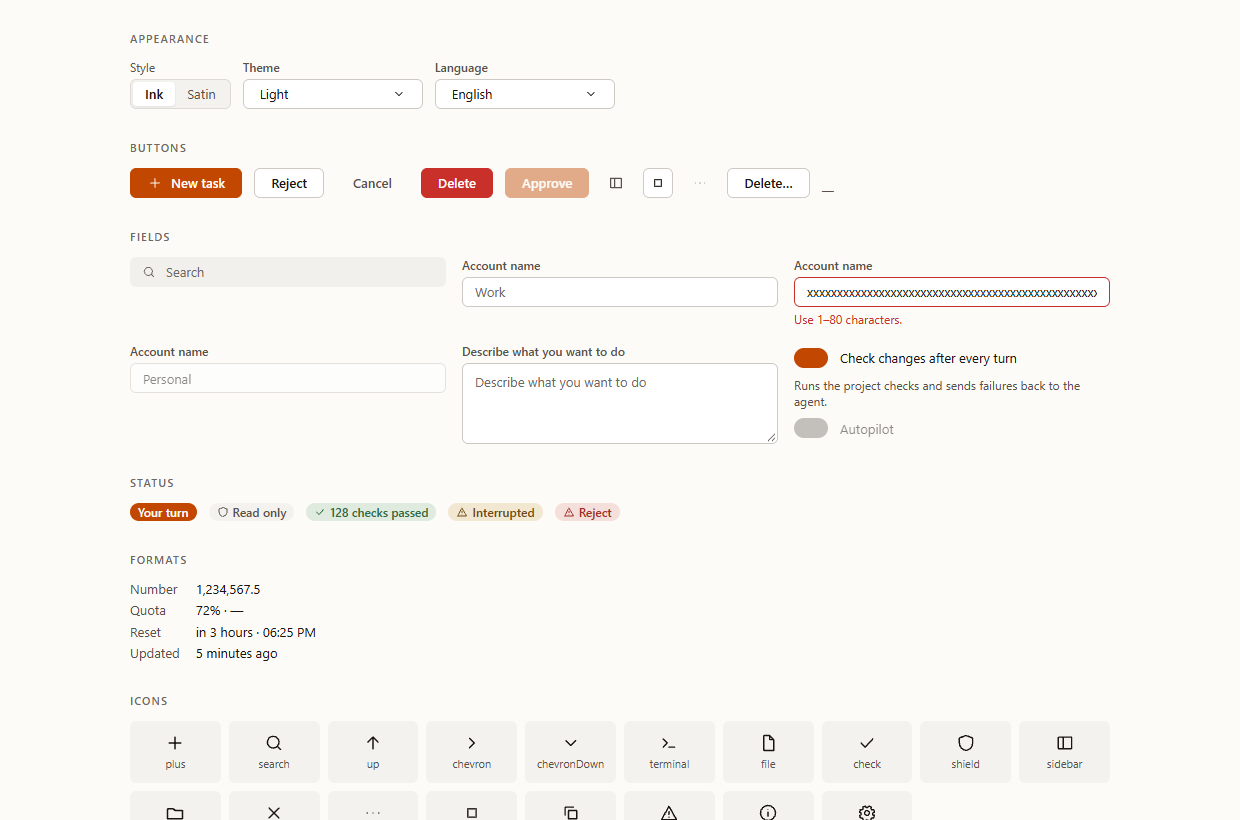 APPEARANCE
Style Theme Language
Ink Satin Light English
BUTTONS
New task Reject Cancel Delete Approve Delete...
FIELDS
Search
Account name
Work
Account name
xxxxxxxxxxxxxxxxxxxxxxxxxxxxxxxxxxxxxxxxxxxxxxxx
Use 1–80 characters.
Account name
Personal
Describe what you want to do
Describe what you want to do
Check changes after every turn
Runs the project checks and sends failures back to the
agent.
Autopilot
STATUS
Your turn Read only 128 checks passed Interrupted Reject
FORMATS
Number 1,234,567.5
Quota 72% · —
Reset in 3 hours · 06:25 PM
Updated 5 minutes ago
ICONS
plus search up chevron chevronDown terminal file check shield sidebar